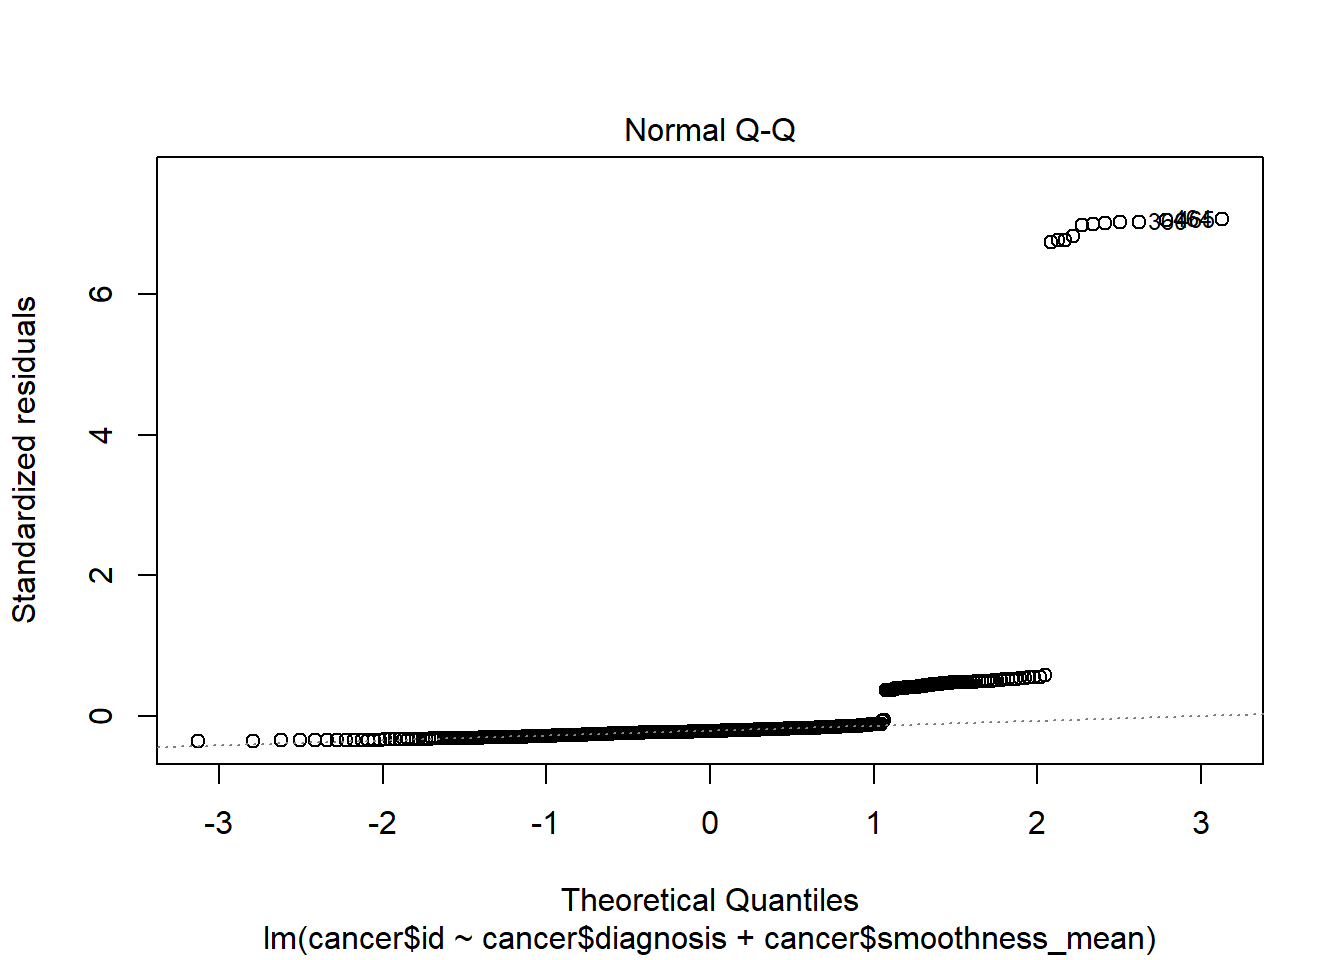 Normal Q-Q
Standardized residuals
6
4
2
0
-3
-2
-1
0
1
2
3
Theoretical Quantiles
lm(cancer$id ~ cancer$diagnosis + cancer$smoothness_mean)